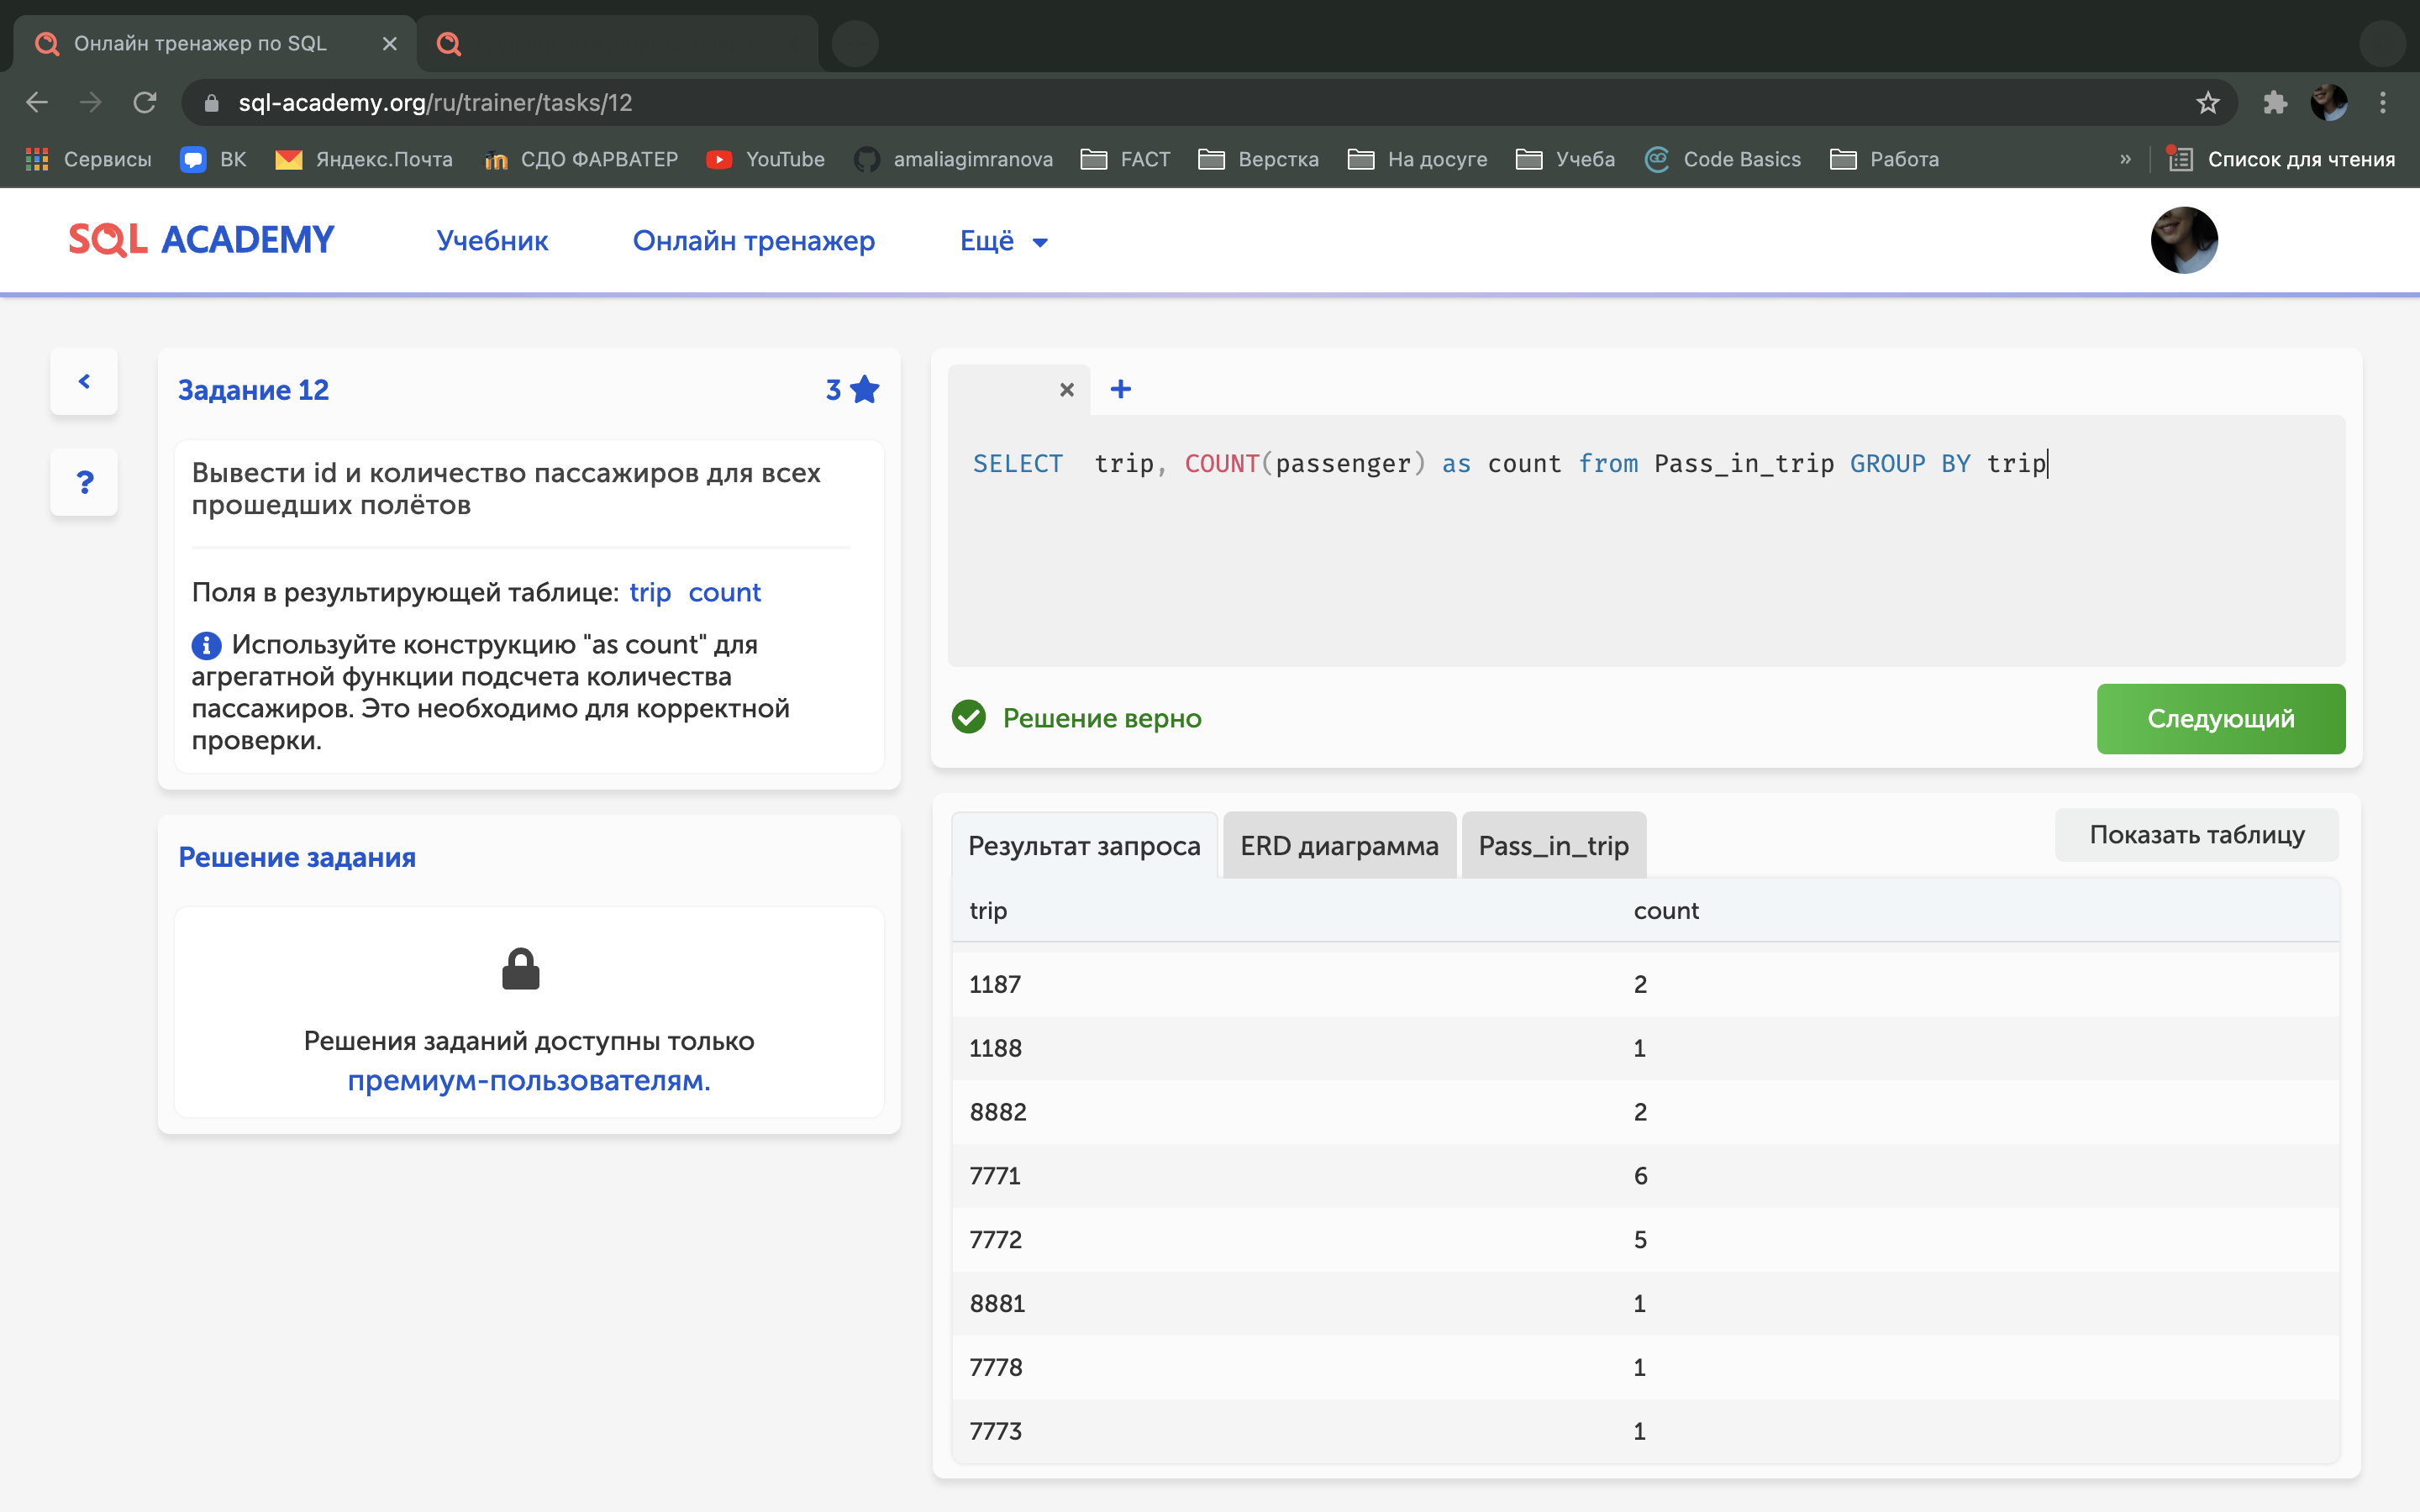 Онлайн тренажер по SQL
sql-academy.org/ru/trainer/tasks/12
Сервисы ВК Яндекс.Почта СДО ФАРВАТЕР YouTube amaliagimranova FACT Верстка На досуге Учеба Code Basics Работа » Список для чтения
SQL ACADEMY Учебник Онлайн тренажер Ещё
Задание 12 3
Вывести id и количество пассажиров для всех
прошедших полётов
Поля в результирующей таблице: trip count
Используйте конструкцию "as count" для
агрегатной функции подсчета количества
пассажиров. Это необходимо для корректной
проверки.
Решение задания
Решения заданий доступны только
премиум-пользователям.
SELECT  trip, COUNT(passenger) as count from Pass_in_trip GROUP BY trip
Решение верно
Следующий
Результат запроса ERD диаграмма Pass_in_trip Показать таблицу
trip count
1187 2
1188 1
8882 2
7771 6
7772 5
8881 1
7778 1
7773 1